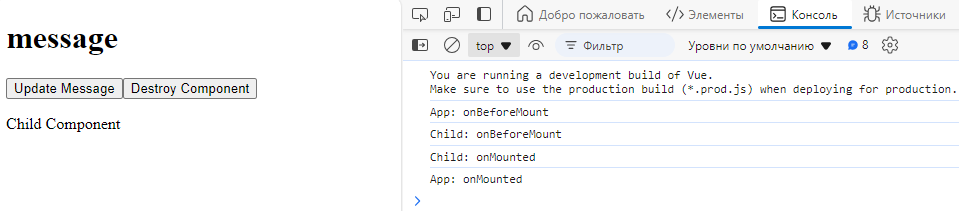 message
Update Message Destroy Component
Child Component
Добро пожаловать Элементы Консоль Источники
top Фильтр Уровни по умолчанию 8
You are running a development build of Vue.
Make sure to use the production build (*.prod.js) when deploying for production.
App: onBeforeMount
Child: onBeforeMount
Child: onMounted
App: onMounted